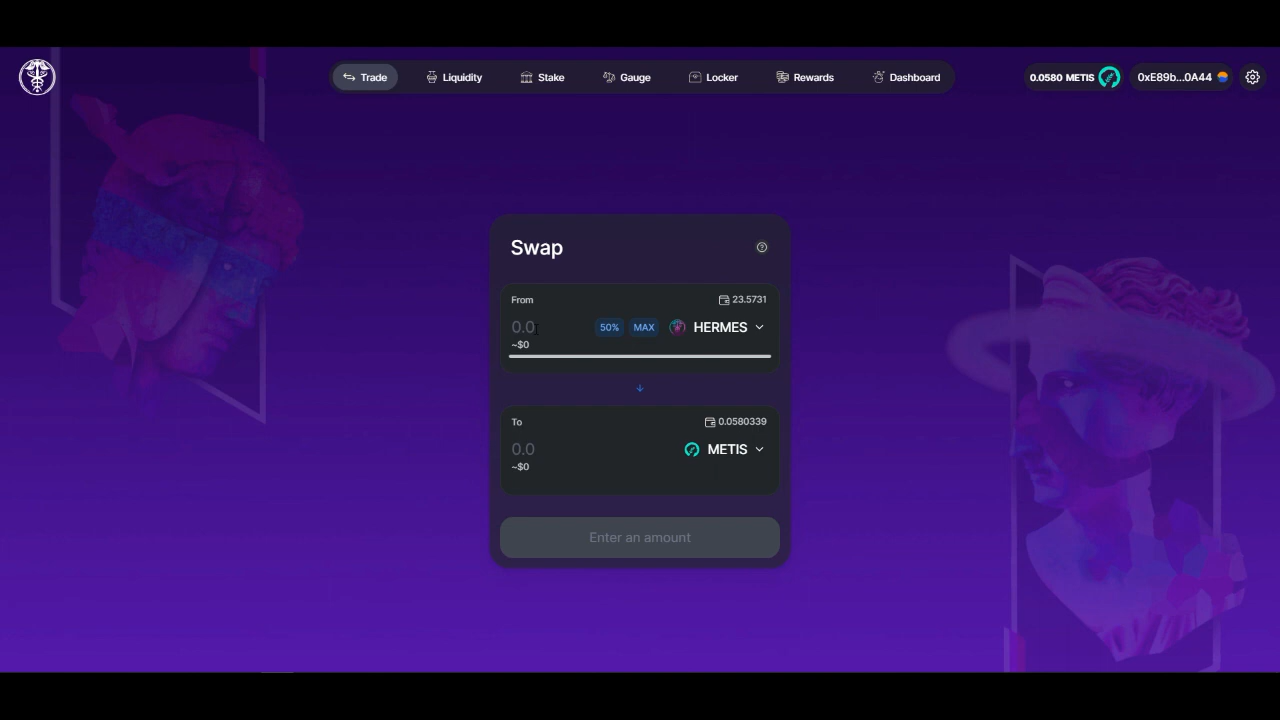 Trade Liquidity Stake Gauge Locker Rewards Dashboard 0.0580 METIS 0xE89b...0A44
Swap
From 23.5731
0.0 50% MAX HERMES
~$0
To 0.0580339
0.0 METIS
~$0
Enter an amount